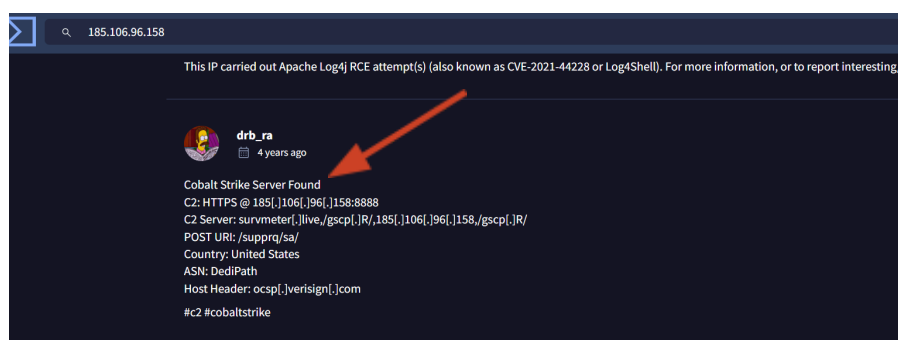 185.106.96.158
This IP carried out Apache Log4j RCE attempt(s) (also known as CVE-2021-44228 or Log4Shell). For more information, or to report interesting,
drb_ra
4 years ago
Cobalt Strike Server Found
C2: HTTPS @ 185[.]106[.]96[.]158:8888
C2 Server: survmeter[.]live,/gscp[.]R/,185[.]106[.]96[.]158,/gscp[.]R/
POST URI: /supprq/sa/
Country: United States
ASN: DediPath
Host Header: ocsp[.]verisign[.]com
#c2 #cobaltstrike